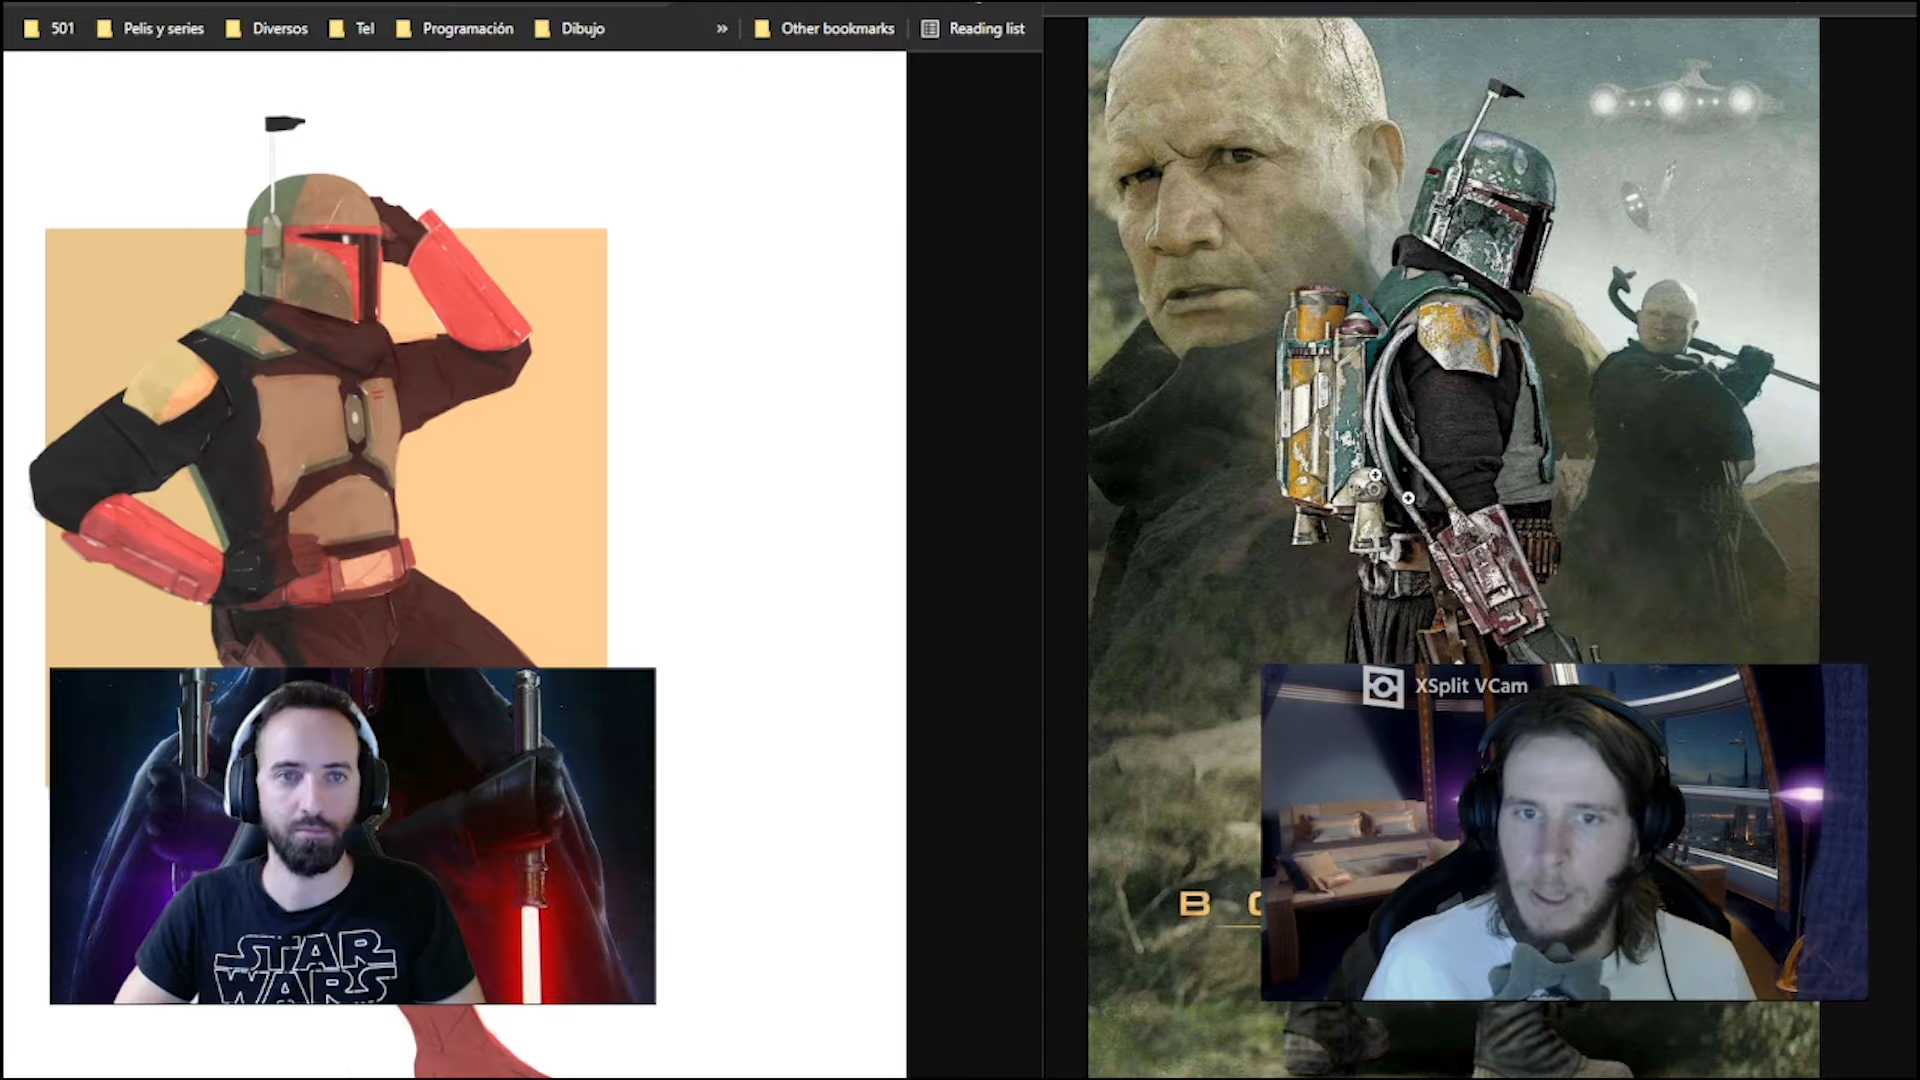 501 Pelis y series Diversos Tel Programación Dibujo » Other bookmarks Reading list
XSplit VCam
B
STAR
WARS